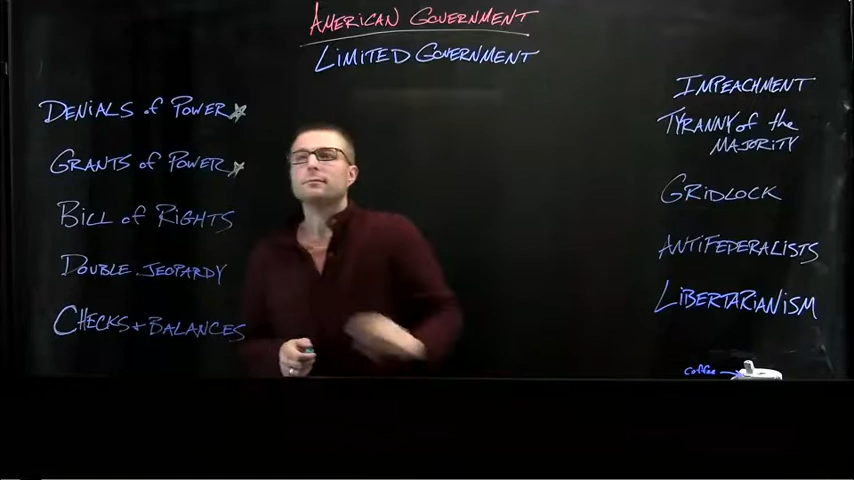 AMERICAN GOVERNMENT
LIMITED GOVERNMENT
DENIALS of POWER
GRANTS of POWER
BILL of RIGHTS
DOUBLE JEOPARDY
CHECKS + BALANCES
IMPEACHMENT
TYRANNY of the
MAJORITY
GRIDLOCK
ANTIFEDERALISTS
LIBERTARIANISM
coffee